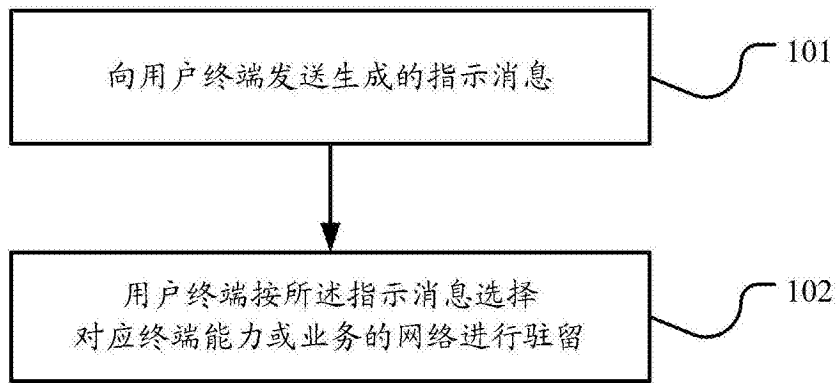 向用户终端发送生成的指示消息
101
用户终端按所述指示消息选择
对应终端能力或业务的网络进行驻留
102